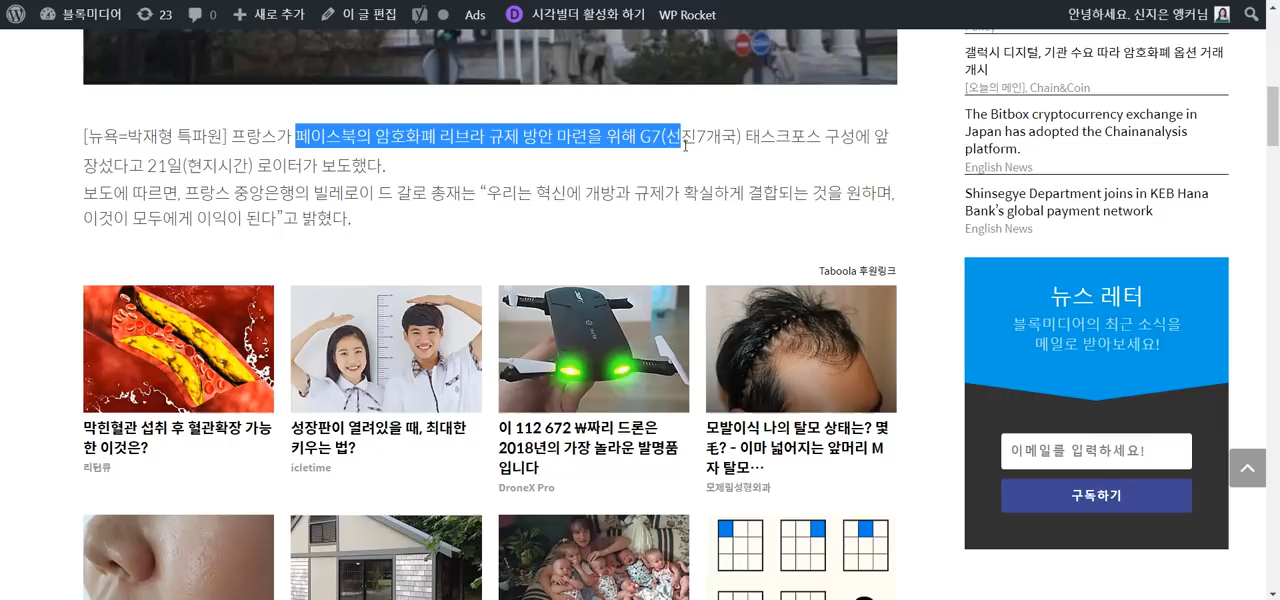 블록미디어 23 0 새로 추가 이 글 편집 Ads 시각빌더 활성화 하기 WP Rocket 안녕하세요. 신지은 앵커님
갤럭시 디지털, 기관 수요 따라 암호화폐 옵션 거래
개시
[오늘의 메인], Chain&Coin
The Bitbox cryptocurrency exchange in
Japan has adopted the Chainanalysis
platform.
English News
Shinsegye Department joins in KEB Hana
Bank's global payment network
English News
[뉴욕=박재형 특파원] 프랑스가 페이스북의 암호화폐 리브라 규제 방안 마련을 위해 G7(선진7개국) 태스크포스 구성에 앞
장섰다고 21일(현지시간) 로이터가 보도했다.
보도에 따르면, 프랑스 중앙은행의 빌레로이 드 갈로 총재는 “우리는 혁신에 개방과 규제가 확실하게 결합되는 것을 원하며,
이것이 모두에게 이익이 된다”고 밝혔다.
Taboola 후원링크
막힌혈관 섭취 후 혈관확장 가능
한 이것은?
리턴큐
성장판이 열려있을 때, 최대한
키우는 법?
icletime
이 112 672 ₩짜리 드론은
2018년의 가장 놀라운 발명품
입니다
DroneX Pro
모발이식 나의 탈모 상태는? 몇
毛? - 이마 넓어지는 앞머리 M
자 탈모…
모제림성형외과
뉴스 레터
블록미디어의 최근 소식을
메일로 받아보세요!
이메일를 입력하세요!
구독하기